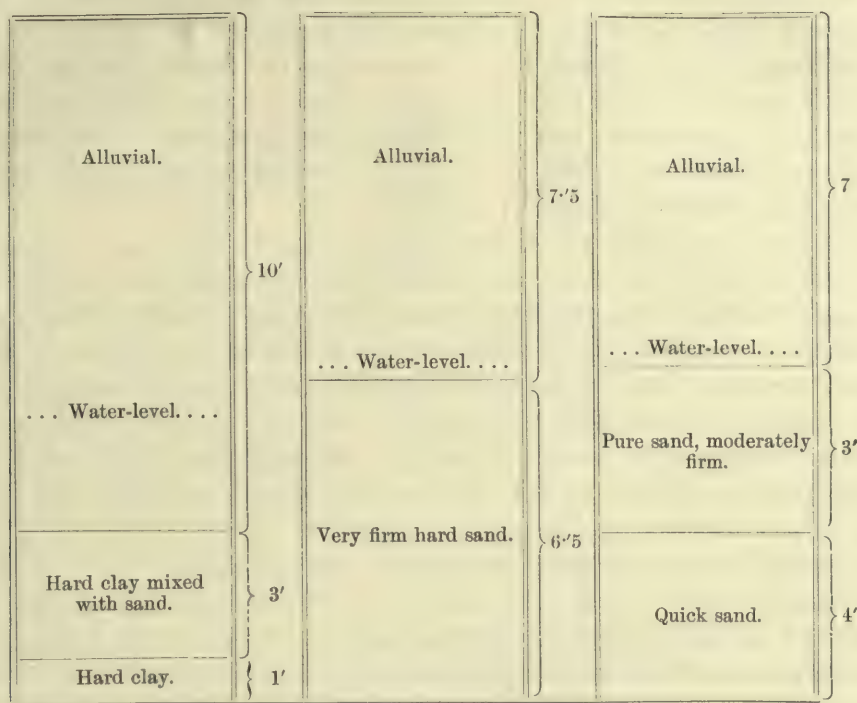 Alluvial.
10′
... Water-level. ...
Hard clay mixed
with sand.
3′
Hard clay.
1′
Alluvial.
7·′5
... Water-level. ...
Very firm hard sand.
6·′5
Alluvial.
7
... Water-level. ...
Pure sand, moderately
firm.
3′
Quick sand.
4′